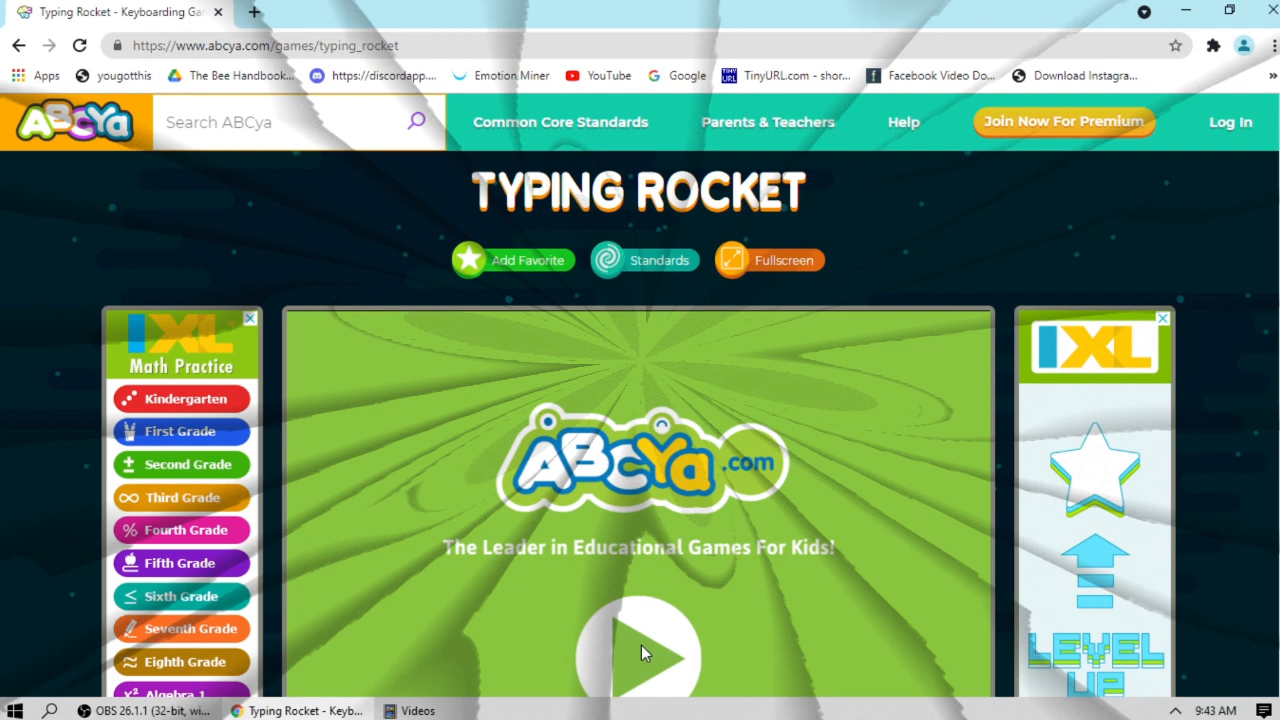 Typing Rocket - Keyboarding Ga
https://www.abcya.com/games/typing_rocket
Apps yougotthis The Bee Handbook... https://discordapp.... Emotion.Miner YouTube Google TinyURL.com - shor... Facebook Video Do... Download Instagra... »
ABCYa Search ABCya Common Core Standards Parents & Teachers Help Join Now For Premium Log In
TYPING ROCKET
Add Favorite Standards Fullscreen
IXL
Math Practice
Kindergarten
First Grade
Second Grade
Third Grade
Fourth Grade
Fifth Grade
Sixth Grade
Seventh Grade
Eighth Grade
Algebra 1
ABCYa.com
The Leader in Educational Games For Kids!
IXL
LEVEL
UP
OBS 26.1.1 (32-bit, wi... Typing Rocket - Keyb... Videos 9:43 AM